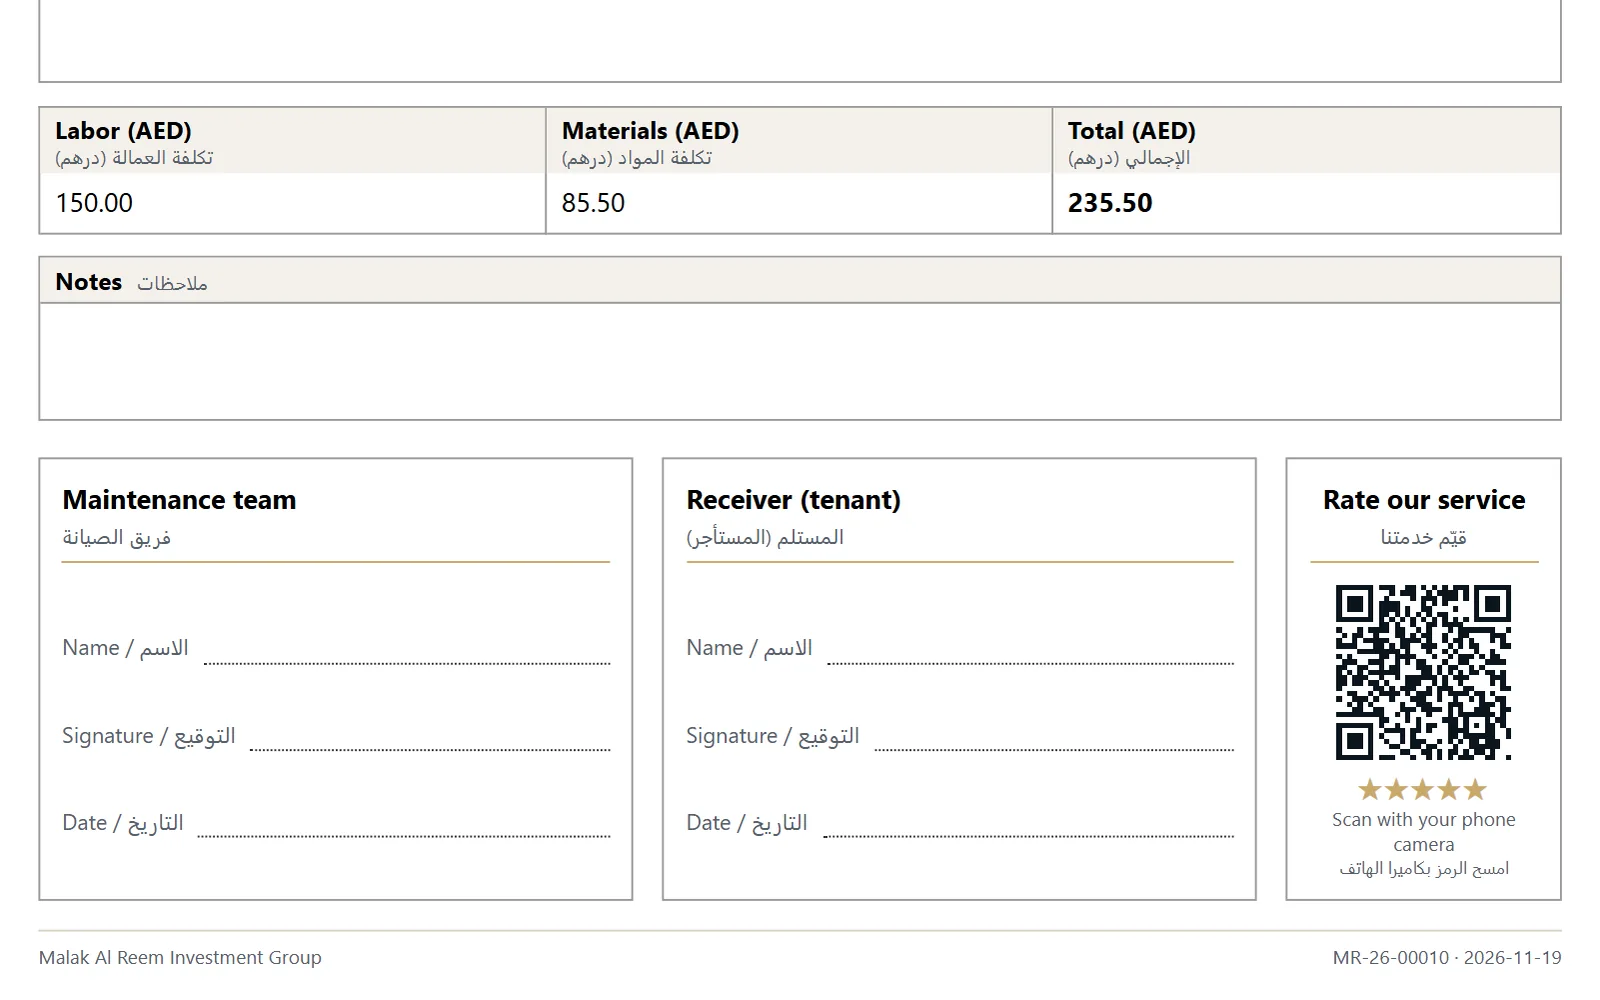 Labor (AED)
تكلفة العمالة (درهم)
150.00
Materials (AED)
تكلفة المواد (درهم)
85.50
Total (AED)
الإجمالي (درهم)
235.50
Notes ملاحظات
Maintenance team
فريق الصيانة
Name / الاسم
Signature / التوقيع
Date / التاريخ
Receiver (tenant)
المستلم (المستأجر)
Name / الاسم
Signature / التوقيع
Date / التاريخ
Rate our service
قيّم خدمتنا
★★★★★
Scan with your phone
camera
امسح الرمز بكاميرا الهاتف
Malak Al Reem Investment Group
MR-26-00010 · 2026-11-19